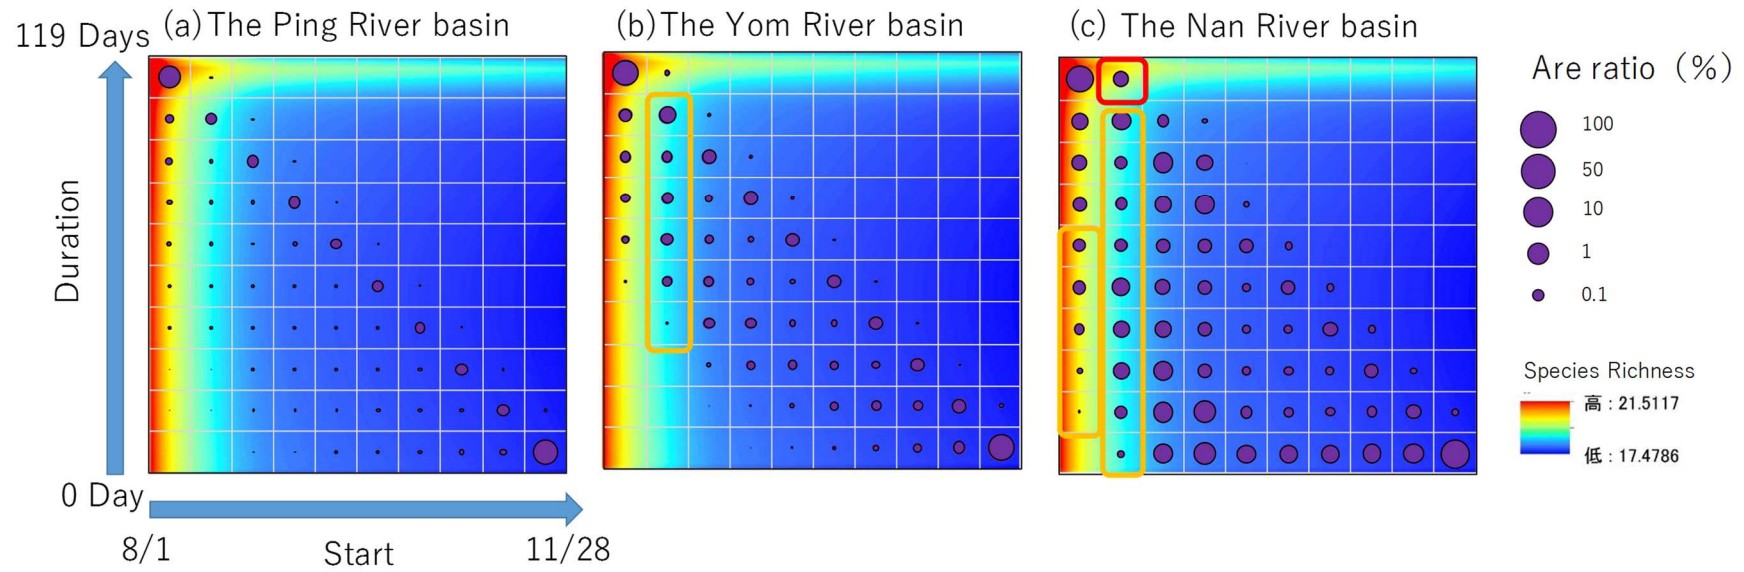 (a)The Ping River basin
(b)The Yom River basin
(c) The Nan River basin
119 Days
Duration
0 Day
8/1
Start
11/28
Are ratio (%)
100
50
10
1
0.1
Species Richness
高 : 21.5117
低 : 17.4786